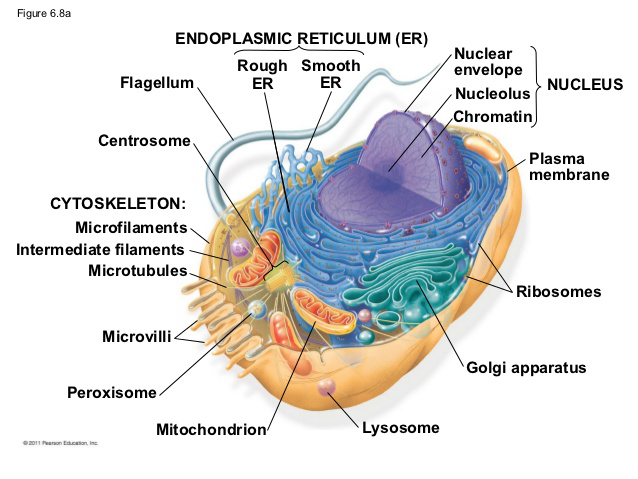 Figure 6.8a
ENDOPLASMIC RETICULUM (ER)
Rough
ER
Smooth
ER
Nuclear
envelope
Nucleolus
Chromatin
NUCLEUS
Flagellum
Centrosome
Plasma
membrane
CYTOSKELETON:
Microfilaments
Intermediate filaments
Microtubules
Ribosomes
Microvilli
Golgi apparatus
Peroxisome
Mitochondrion
Lysosome
© 2011 Pearson Education, Inc.